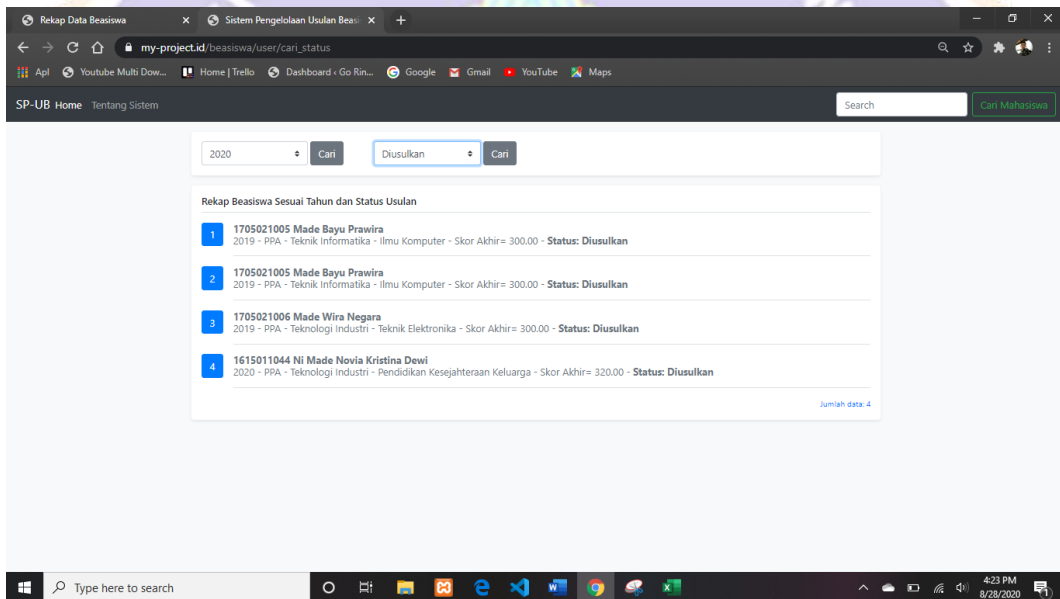 Rekap Data Beasiswa
Sistem Pengelolaan Usulan Beasi
my-project.id/beasiswa/user/cari_status
Apl Youtube Multi Dow... Home | Trello Dashboard ‹ Go Rin... Google Gmail YouTube Maps
SP-UB Home Tentang Sistem Search Cari Mahasiswa
2020 Cari Diusulkan Cari
Rekap Beasiswa Sesuai Tahun dan Status Usulan
1 1705021005 Made Bayu Prawira
2019 - PPA - Teknik Informatika - Ilmu Komputer - Skor Akhir= 300.00 - Status: Diusulkan
2 1705021005 Made Bayu Prawira
2019 - PPA - Teknik Informatika - Ilmu Komputer - Skor Akhir= 300.00 - Status: Diusulkan
3 1705021006 Made Wira Negara
2019 - PPA - Teknologi Industri - Teknik Elektronika - Skor Akhir= 300.00 - Status: Diusulkan
4 1615011044 Ni Made Novia Kristina Dewi
2020 - PPA - Teknologi Industri - Pendidikan Kesejahteraan Keluarga - Skor Akhir= 320.00 - Status: Diusulkan
Jumlah data: 4
Type here to search
4:23 PM
8/28/2020